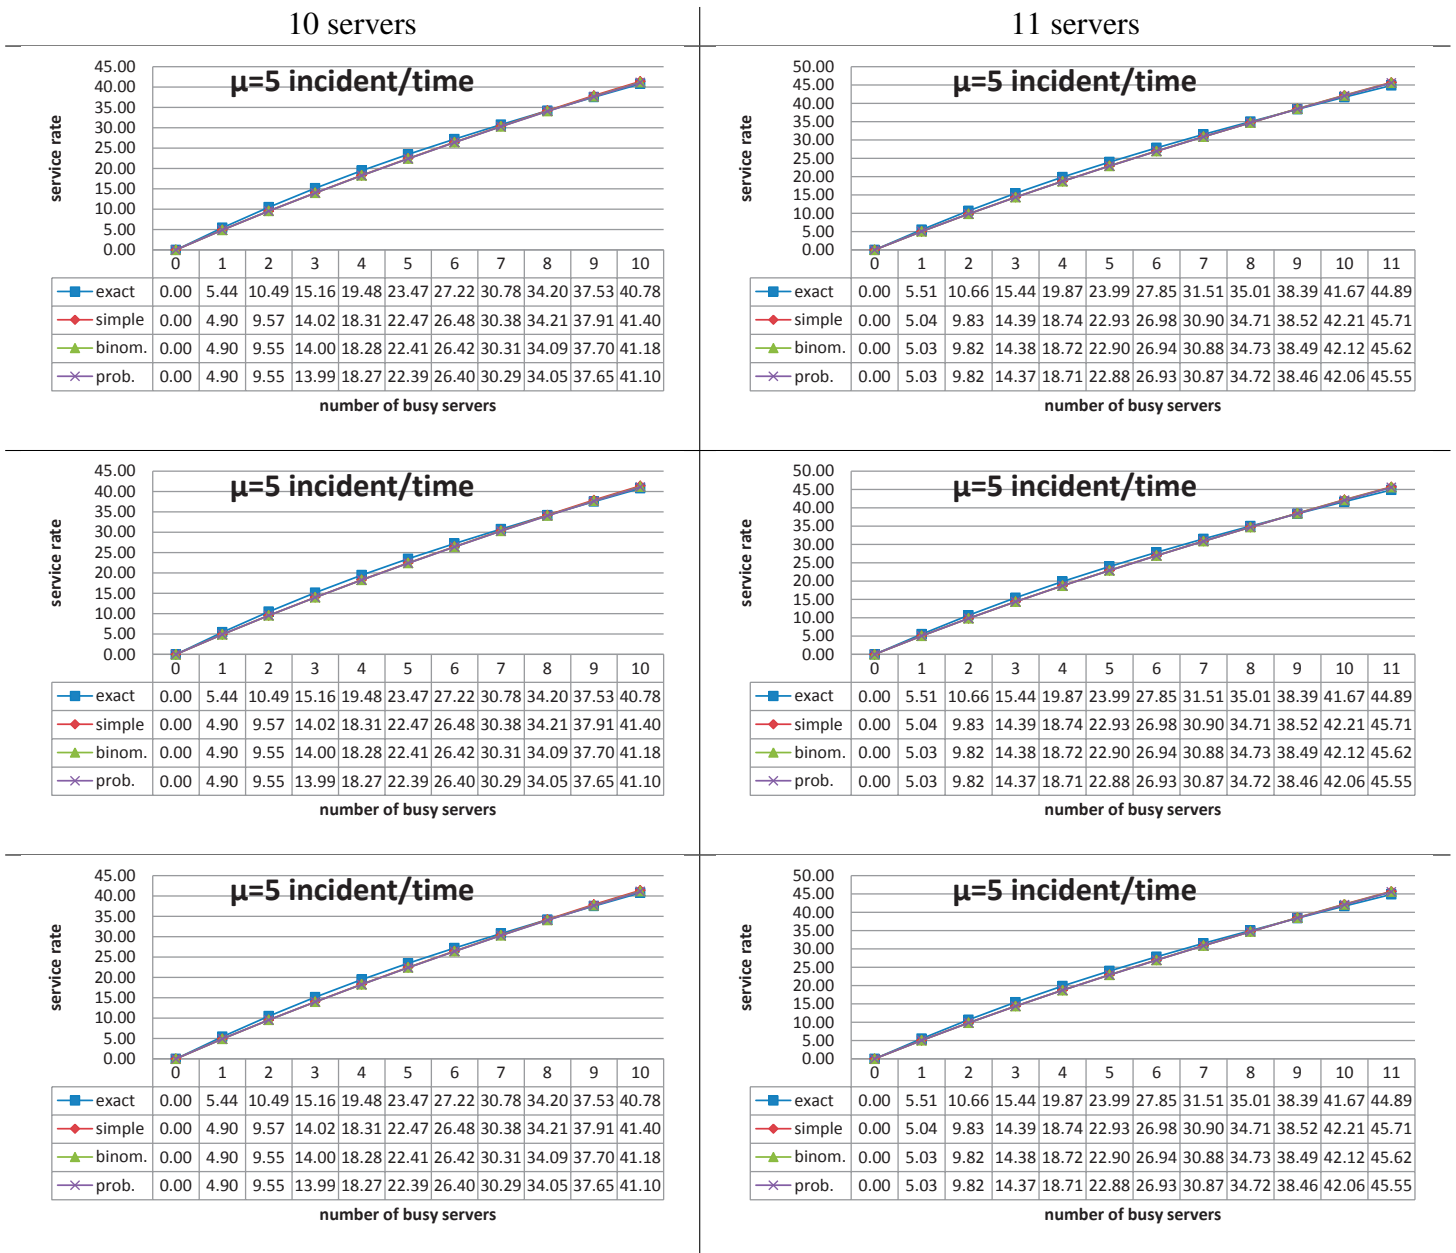 10 servers
11 servers
μ=5 incident/time
45.00
40.00
35.00
30.00
25.00
20.00
15.00
10.00
5.00
0.00
service rate
0 1 2 3 4 5 6 7 8 9 10
exact 0.00 5.44 10.49 15.16 19.48 23.47 27.22 30.78 34.20 37.53 40.78
simple 0.00 4.90 9.57 14.02 18.31 22.47 26.48 30.38 34.21 37.91 41.40
binom. 0.00 4.90 9.55 14.00 18.28 22.41 26.42 30.31 34.09 37.70 41.18
prob. 0.00 4.90 9.55 13.99 18.27 22.39 26.40 30.29 34.05 37.65 41.10
number of busy servers
μ=5 incident/time
50.00
45.00
40.00
35.00
30.00
25.00
20.00
15.00
10.00
5.00
0.00
service rate
0 1 2 3 4 5 6 7 8 9 10 11
exact 0.00 5.51 10.66 15.44 19.87 23.99 27.85 31.51 35.01 38.39 41.67 44.89
simple 0.00 5.04 9.83 14.39 18.74 22.93 26.98 30.90 34.71 38.52 42.21 45.71
binom. 0.00 5.03 9.82 14.38 18.72 22.90 26.94 30.88 34.73 38.49 42.12 45.62
prob. 0.00 5.03 9.82 14.37 18.71 22.88 26.93 30.87 34.72 38.46 42.06 45.55
number of busy servers
μ=5 incident/time
45.00
40.00
35.00
30.00
25.00
20.00
15.00
10.00
5.00
0.00
service rate
0 1 2 3 4 5 6 7 8 9 10
exact 0.00 5.44 10.49 15.16 19.48 23.47 27.22 30.78 34.20 37.53 40.78
simple 0.00 4.90 9.57 14.02 18.31 22.47 26.48 30.38 34.21 37.91 41.40
binom. 0.00 4.90 9.55 14.00 18.28 22.41 26.42 30.31 34.09 37.70 41.18
prob. 0.00 4.90 9.55 13.99 18.27 22.39 26.40 30.29 34.05 37.65 41.10
number of busy servers
μ=5 incident/time
50.00
45.00
40.00
35.00
30.00
25.00
20.00
15.00
10.00
5.00
0.00
service rate
0 1 2 3 4 5 6 7 8 9 10 11
exact 0.00 5.51 10.66 15.44 19.87 23.99 27.85 31.51 35.01 38.39 41.67 44.89
simple 0.00 5.04 9.83 14.39 18.74 22.93 26.98 30.90 34.71 38.52 42.21 45.71
binom. 0.00 5.03 9.82 14.38 18.72 22.90 26.94 30.88 34.73 38.49 42.12 45.62
prob. 0.00 5.03 9.82 14.37 18.71 22.88 26.93 30.87 34.72 38.46 42.06 45.55
number of busy servers
μ=5 incident/time
45.00
40.00
35.00
30.00
25.00
20.00
15.00
10.00
5.00
0.00
service rate
0 1 2 3 4 5 6 7 8 9 10
exact 0.00 5.44 10.49 15.16 19.48 23.47 27.22 30.78 34.20 37.53 40.78
simple 0.00 4.90 9.57 14.02 18.31 22.47 26.48 30.38 34.21 37.91 41.40
binom. 0.00 4.90 9.55 14.00 18.28 22.41 26.42 30.31 34.09 37.70 41.18
prob. 0.00 4.90 9.55 13.99 18.27 22.39 26.40 30.29 34.05 37.65 41.10
number of busy servers
μ=5 incident/time
50.00
45.00
40.00
35.00
30.00
25.00
20.00
15.00
10.00
5.00
0.00
service rate
0 1 2 3 4 5 6 7 8 9 10 11
exact 0.00 5.51 10.66 15.44 19.87 23.99 27.85 31.51 35.01 38.39 41.67 44.89
simple 0.00 5.04 9.83 14.39 18.74 22.93 26.98 30.90 34.71 38.52 42.21 45.71
binom. 0.00 5.03 9.82 14.38 18.72 22.90 26.94 30.88 34.73 38.49 42.12 45.62
prob. 0.00 5.03 9.82 14.37 18.71 22.88 26.93 30.87 34.72 38.46 42.06 45.55
number of busy servers